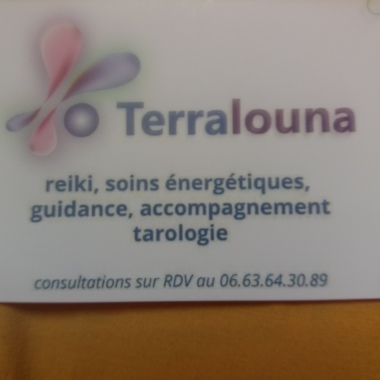 Terralouna
reiki, soins énergétiques,
guidance, accompagnement
tarologie
consultations sur RDV au 06.63.64.30.89